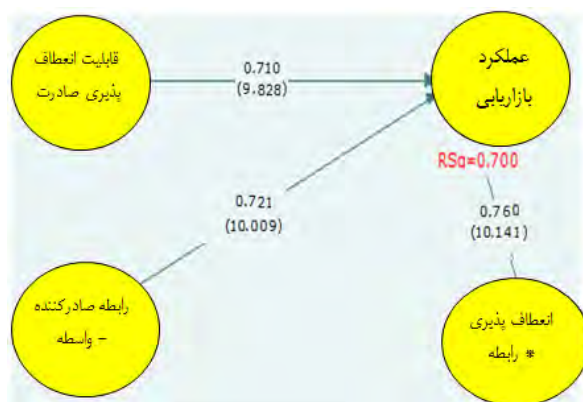 قابلیت انعطاف
پذیری صادرت
0.710
(9.828)
عملکرد
بازاریابی
RSq=0.700
0.721
(10.009)
0.760
(10.141)
رابطه صادرکننده
- واسطه
انعطاف پذیری
* رابطه